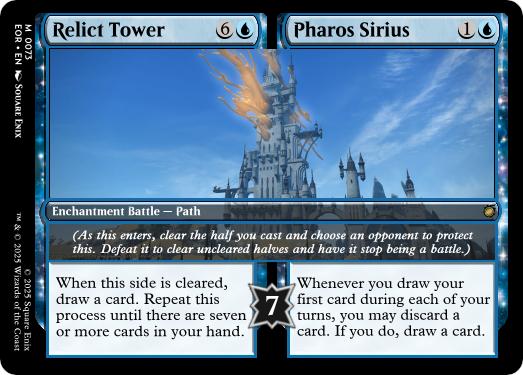 Relict Tower 6
Pharos Sirius 1
Enchantment Battle — Path
(As this enters, clear the half you cast and choose an opponent to protect
this. Defeat it to clear uncleared halves and have it stop being a battle.)
When this side is cleared,
draw a card. Repeat this
process until there are seven
or more cards in your hand.
7
Whenever you draw your
first card during each of your
turns, you may discard a
card. If you do, draw a card.
M 0073
EOR • EN SQUARE ENIX
™ & © 2025 Wizards of the Coast
© 2025 Square Enix